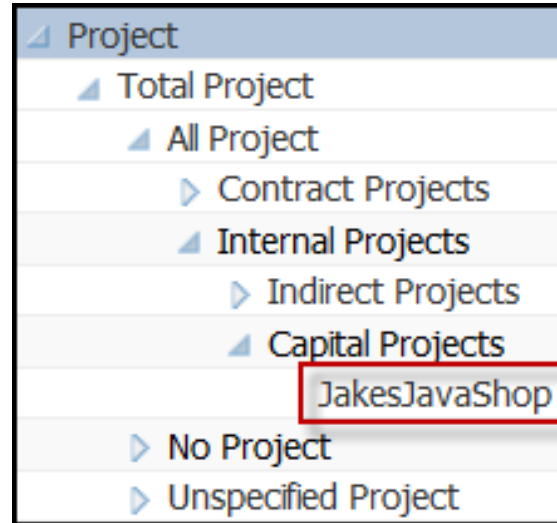 Project
Total Project
All Project
Contract Projects
Internal Projects
Indirect Projects
Capital Projects
JakesJavaShop
No Project
Unspecified Project